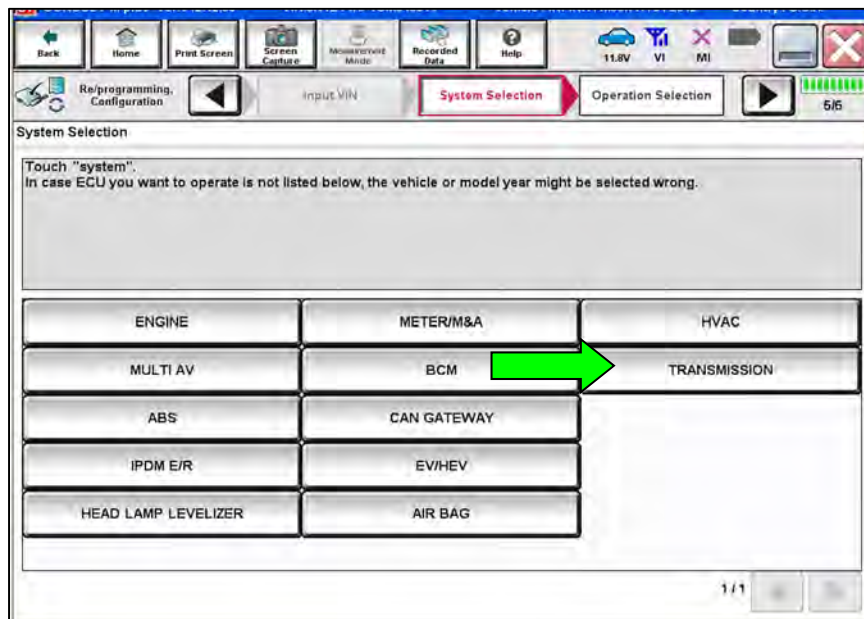 Back
Home
Print Screen
Screen
Capture
Measurement
Mode
Recorded
Data
Help
11.8V
VI
MI
Re/programming,
Configuration
Input VIN
System Selection
Operation Selection
5/5
System Selection
Touch "system".
In case ECU you want to operate is not listed below, the vehicle or model year might be selected wrong.
ENGINE
METER/M&A
HVAC
MULTI AV
BCM
TRANSMISSION
ABS
CAN GATEWAY
IPDM E/R
EV/HEV
HEAD LAMP LEVELIZER
AIR BAG
1/1